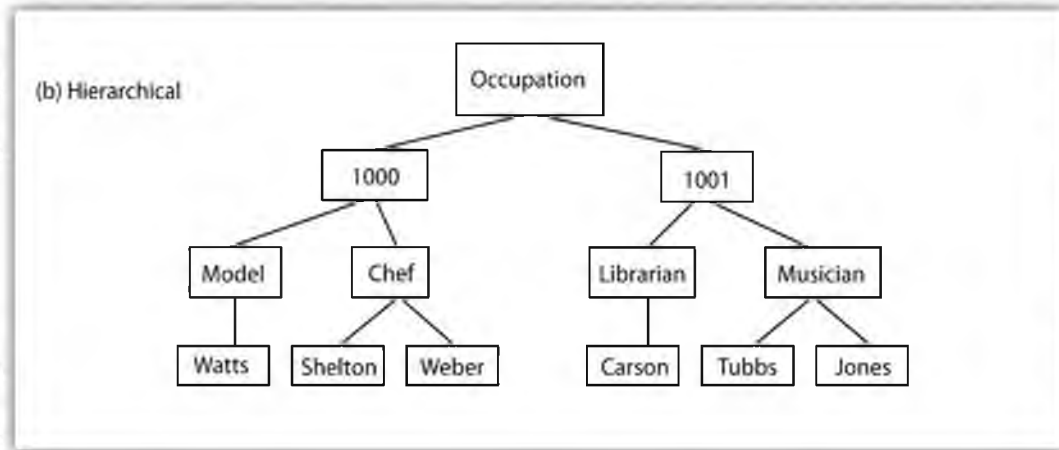 Occupation
(b) Hierarchical
1000 1001
Model Chef Librarian Musician
Watts Shelton Weber Carson Tubbs Jones